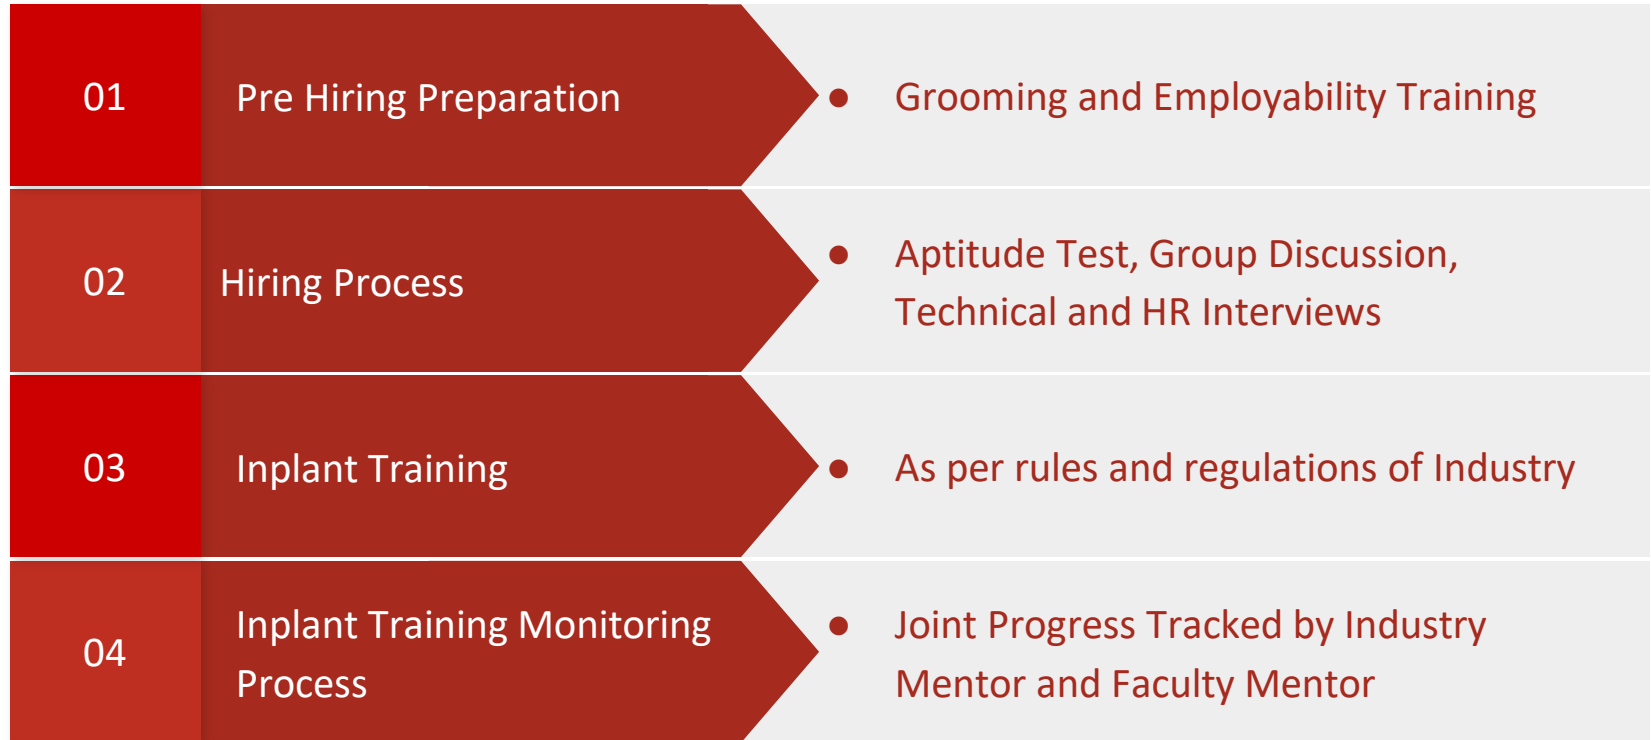 01
Pre Hiring Preparation
● Grooming and Employability Training
02
Hiring Process
● Aptitude Test, Group Discussion,
Technical and HR Interviews
03
Inplant Training
● As per rules and regulations of Industry
04
Inplant Training Monitoring
Process
● Joint Progress Tracked by Industry
Mentor and Faculty Mentor